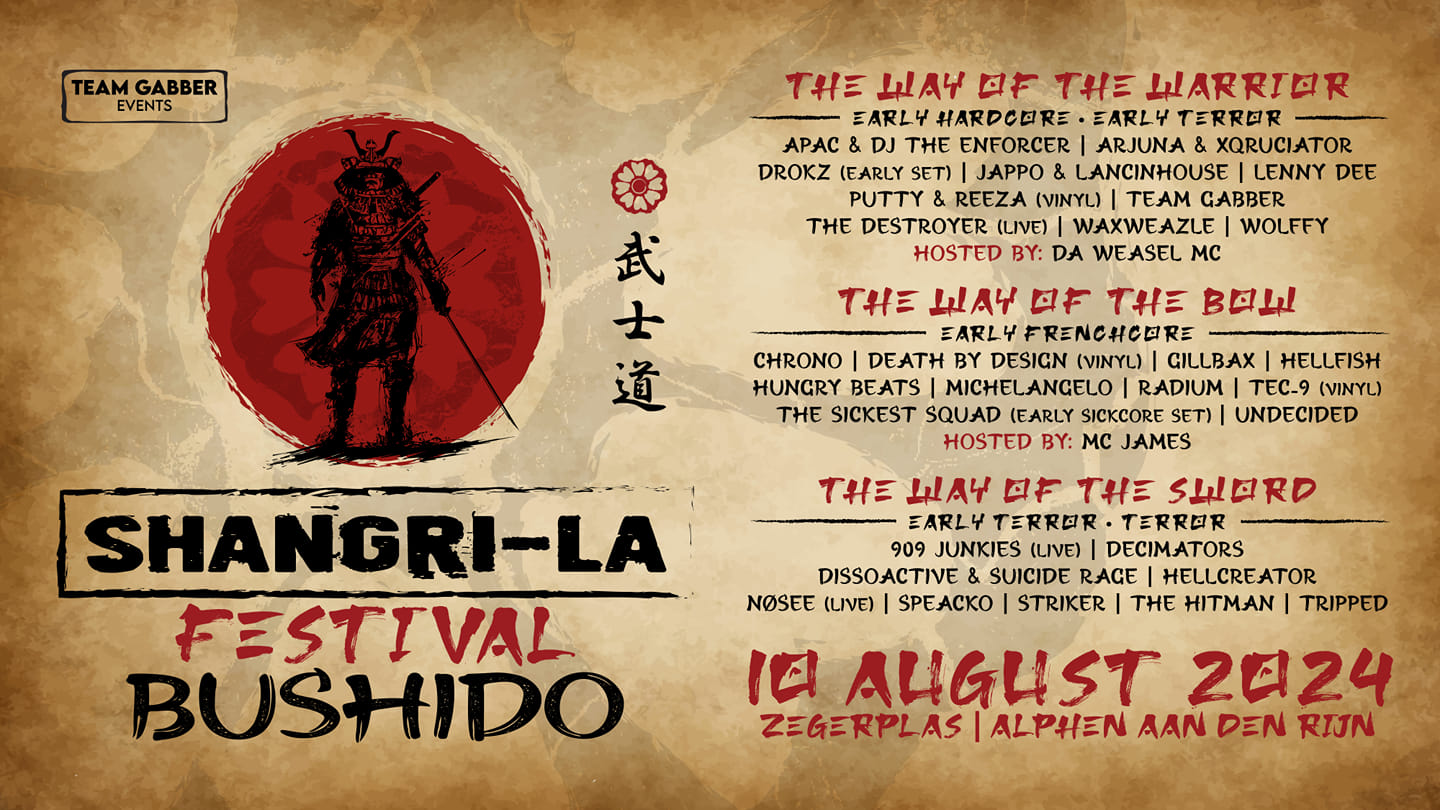 TEAM GABBER
EVENTS
武
士
道
SHANGRI-LA
FESTIVAL
BUSHIDO
THE WAY OF THE WARRIOR
EARLY HARDCORE • EARLY TERROR
APAC & DJ THE ENFORCER | ARJUNA & XQRUCIATOR
DROKZ (EARLY SET) | JAPPO & LANCINHOUSE | LENNY DEE
PUTTY & REEZA (VINYL) | TEAM GABBER
THE DESTROYER (LIVE) | WAXWEAZLE | WOLFFY
HOSTED BY: DA WEASEL MC
THE WAY OF THE BOW
EARLY FRENCHCORE
CHRONO | DEATH BY DESIGN (VINYL) | GILLBAX | HELLFISH
HUNGRY BEATS | MICHELANGELO | RADIUM | TEC-9 (VINYL)
THE SICKEST SQUAD (EARLY SICKCORE SET) | UNDECIDED
HOSTED BY: MC JAMES
THE WAY OF THE SWORD
EARLY TERROR • TERROR
909 JUNKIES (LIVE) | DECIMATORS
DISSOACTIVE & SUICIDE RAGE | HELLCREATOR
NØSEE (LIVE) | SPEACKO | STRIKER | THE HITMAN | TRIPPED
10 AUGUST 2024
ZEGERPLAS | ALPHEN AAN DEN RIJN